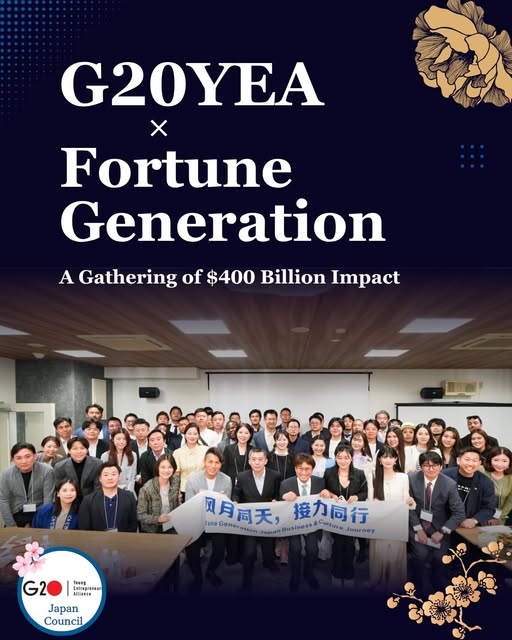 G20YEA
×
Fortune
Generation
A Gathering of $400 Billion Impact
风月同天，接力同行
Generation Japan Business & Culture Journey
G20
Young
Entrepreneurs
Alliance
Japan
Council